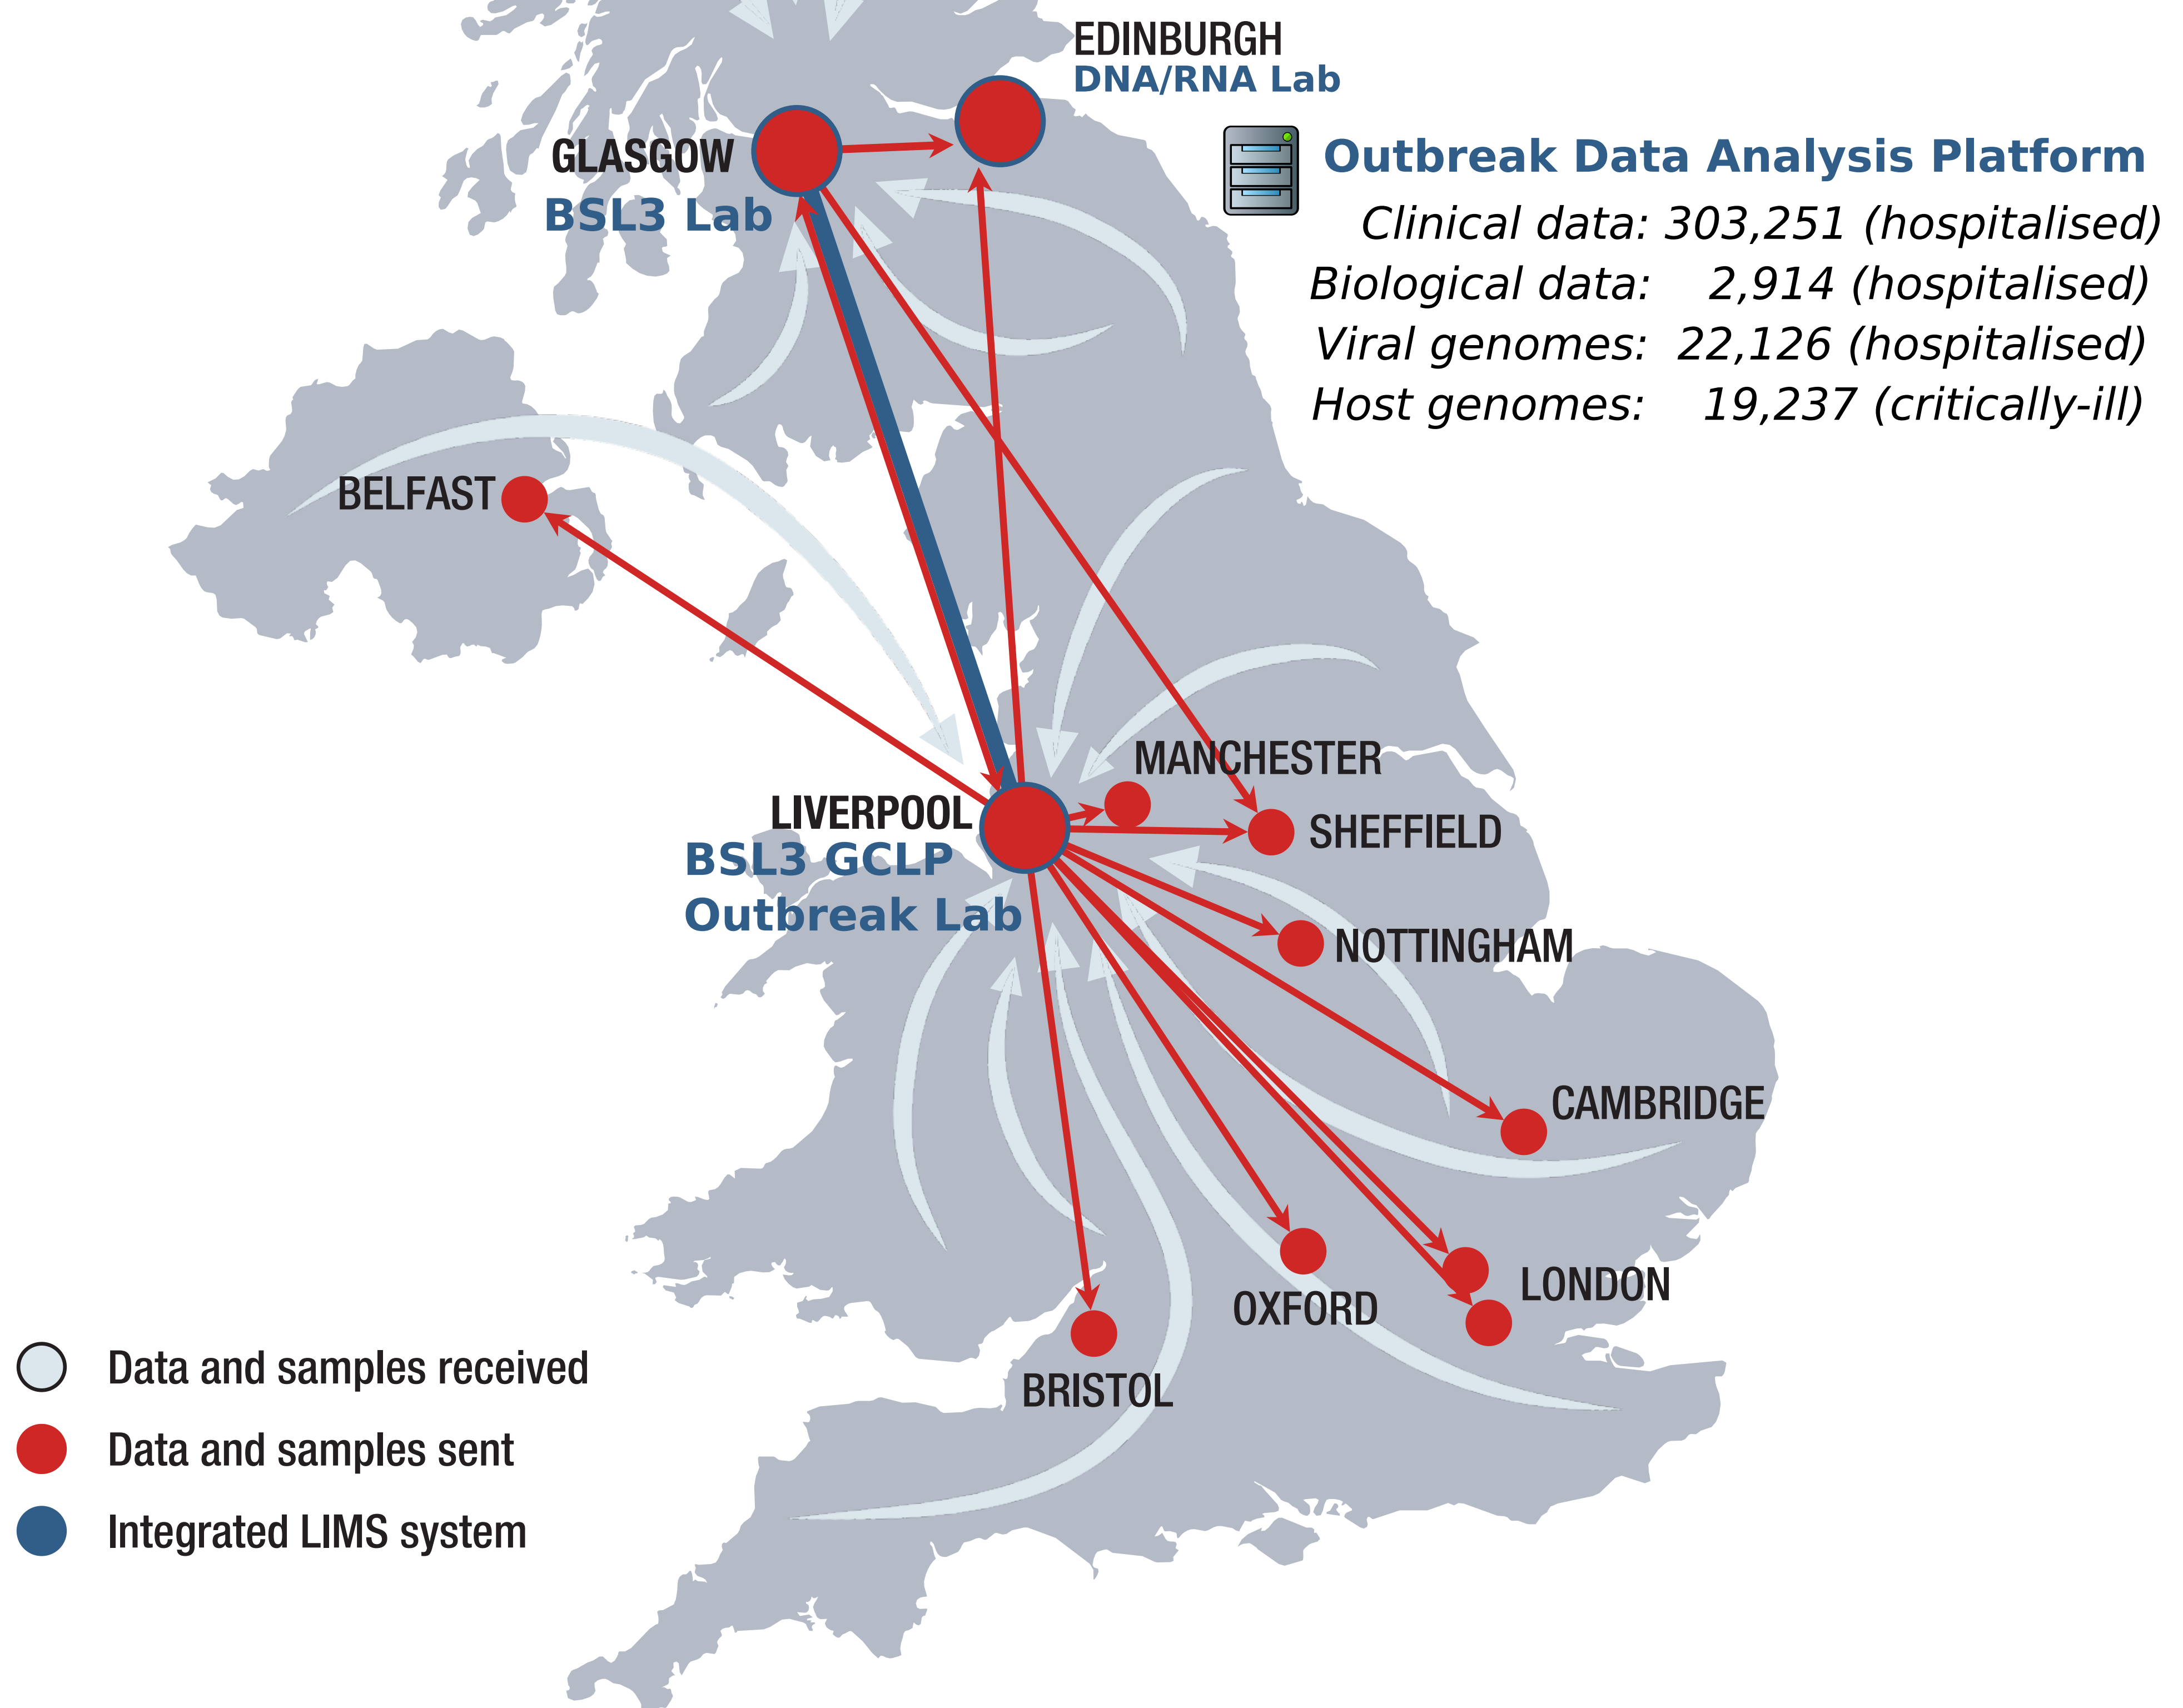 EDINBURGH
DNA/RNA Lab
GLASGOW
BSL3 Lab
Outbreak Data Analysis Platform
Clinical data: 303,251 (hospitalised)
Biological data: 2,914 (hospitalised)
Viral genomes: 22,126 (hospitalised)
Host genomes: 19,237 (critically-ill)
BELFAST
MANCHESTER
LIVERPOOL
BSL3 GCLP
Outbreak Lab
SHEFFIELD
NOTTINGHAM
CAMBRIDGE
LONDON
OXFORD
BRISTOL
Data and samples received
Data and samples sent
Integrated LIMS system